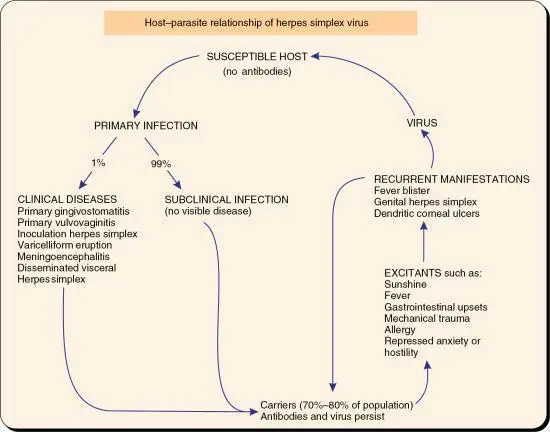 Host–parasite relationship of herpes simplex virus
SUSCEPTIBLE HOST
(no antibodies)
PRIMARY INFECTION
VIRUS
1%
99%
CLINICAL DISEASES
Primary gingivostomatitis
Primary vulvovaginitis
Inoculation herpes simplex
Varicelliform eruption
Meningoencephalitis
Disseminated visceral
Herpes simplex
SUBCLINICAL INFECTION
(no visible disease)
RECURRENT MANIFESTATIONS
Fever blister
Genital herpes simplex
Dendritic corneal ulcers
EXCITANTS such as:
Sunshine
Fever
Gastrointestinal upsets
Mechanical trauma
Allergy
Repressed anxiety or
hostility
Carriers (70%–80% of population)
Antibodies and virus persist